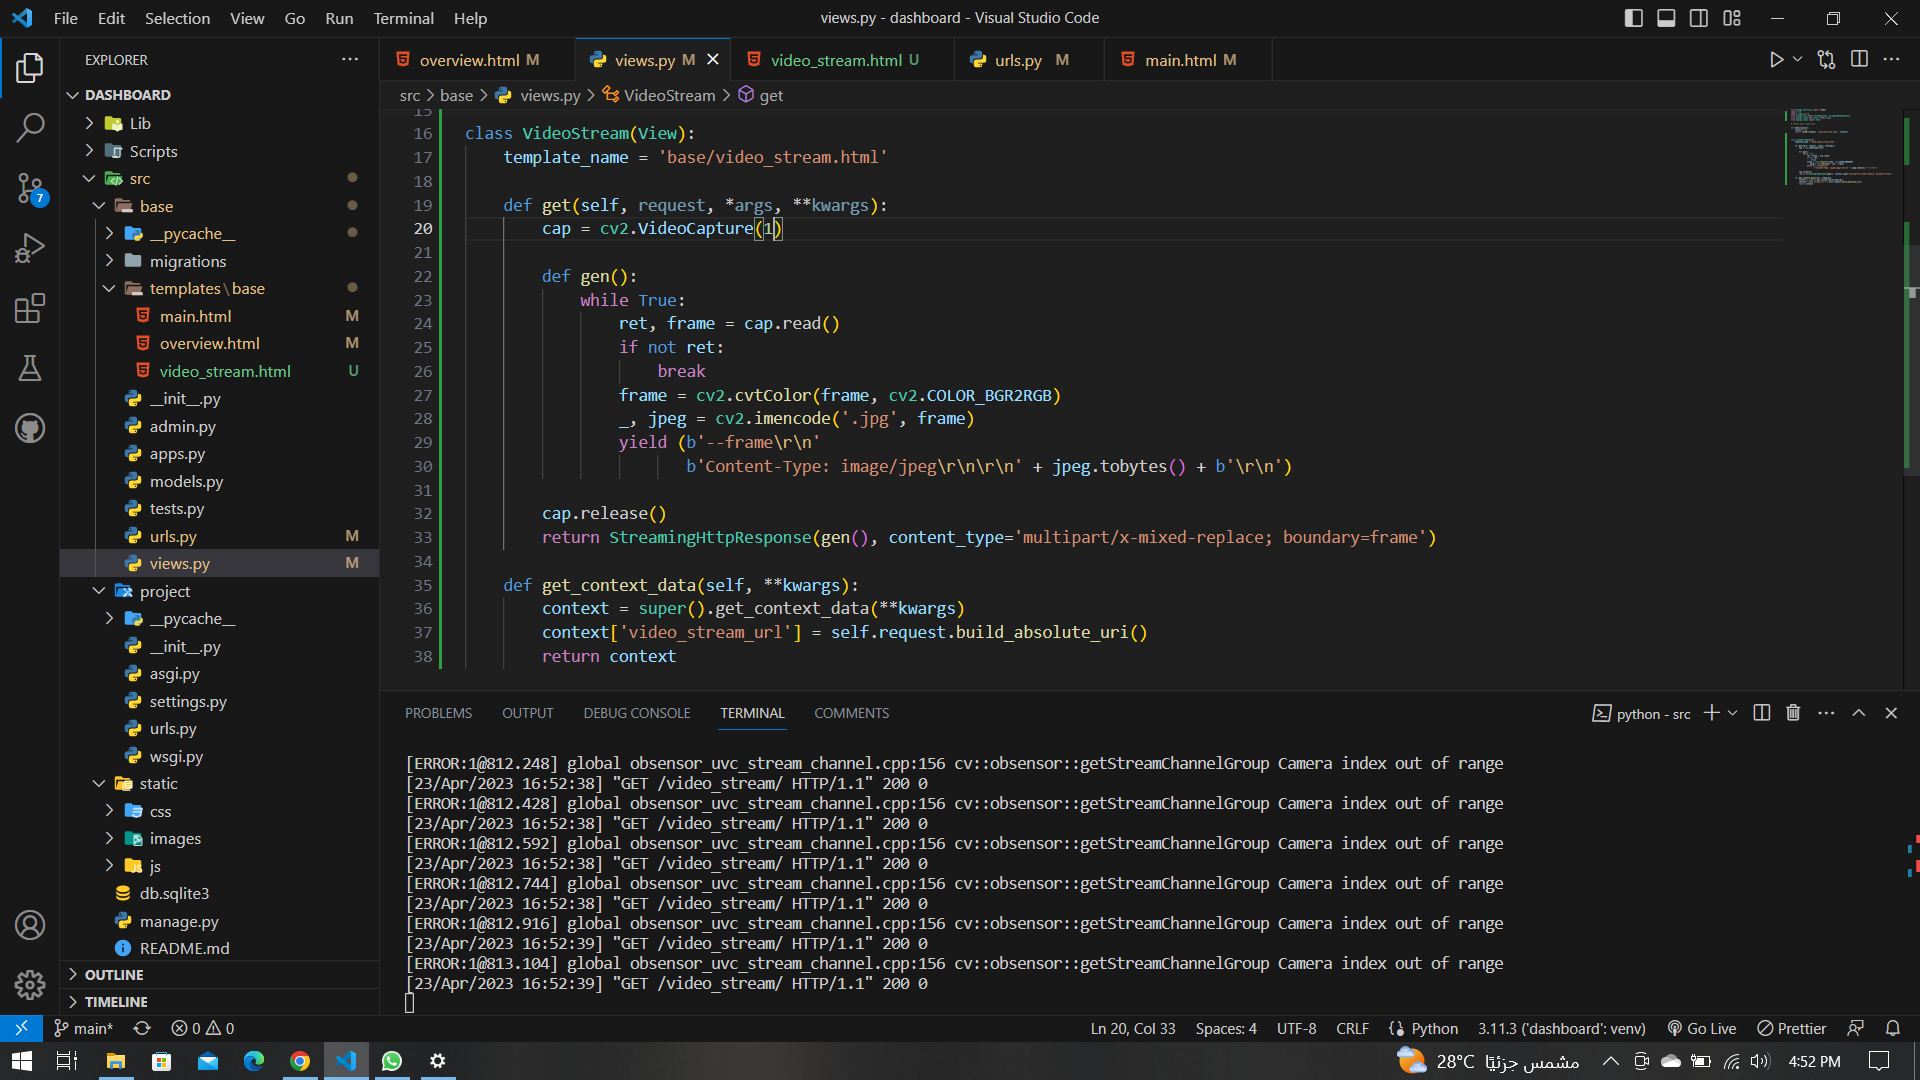 File Edit Selection View Go Run Terminal Help
views.py - dashboard - Visual Studio Code
EXPLORER
DASHBOARD
Lib
Scripts
src
base
__pycache__
migrations
templates\base
main.html M
overview.html M
video_stream.html U
__init__.py
admin.py
apps.py
models.py
tests.py
urls.py M
views.py M
project
__pycache__
__init__.py
asgi.py
settings.py
urls.py
wsgi.py
static
css
images
js
db.sqlite3
manage.py
README.md
OUTLINE
TIMELINE
7
overview.html M
views.py M
video_stream.html U
urls.py M
main.html M
src > base > views.py > VideoStream > get
15
16 class VideoStream(View):
17 template_name = 'base/video_stream.html'
18
19 def get(self, request, *args, **kwargs):
20 cap = cv2.VideoCapture(1)
21
22 def gen():
23 while True:
24 ret, frame = cap.read()
25 if not ret:
26 break
27 frame = cv2.cvtColor(frame, cv2.COLOR_BGR2RGB)
28 _, jpeg = cv2.imencode('.jpg', frame)
29 yield (b'--frame\r\n'
30 b'Content-Type: image/jpeg\r\n\r\n' + jpeg.tobytes() + b'\r\n')
31
32 cap.release()
33 return StreamingHttpResponse(gen(), content_type='multipart/x-mixed-replace; boundary=frame')
34
35 def get_context_data(self, **kwargs):
36 context = super().get_context_data(**kwargs)
37 context['video_stream_url'] = self.request.build_absolute_uri()
38 return context
PROBLEMS OUTPUT DEBUG CONSOLE TERMINAL COMMENTS
python - src
[ERROR:1@812.248] global obsensor_uvc_stream_channel.cpp:156 cv::obsensor::getStreamChannelGroup Camera index out of range
[23/Apr/2023 16:52:38] "GET /video_stream/ HTTP/1.1" 200 0
[ERROR:1@812.428] global obsensor_uvc_stream_channel.cpp:156 cv::obsensor::getStreamChannelGroup Camera index out of range
[23/Apr/2023 16:52:38] "GET /video_stream/ HTTP/1.1" 200 0
[ERROR:1@812.592] global obsensor_uvc_stream_channel.cpp:156 cv::obsensor::getStreamChannelGroup Camera index out of range
[23/Apr/2023 16:52:38] "GET /video_stream/ HTTP/1.1" 200 0
[ERROR:1@812.744] global obsensor_uvc_stream_channel.cpp:156 cv::obsensor::getStreamChannelGroup Camera index out of range
[23/Apr/2023 16:52:38] "GET /video_stream/ HTTP/1.1" 200 0
[ERROR:1@812.916] global obsensor_uvc_stream_channel.cpp:156 cv::obsensor::getStreamChannelGroup Camera index out of range
[23/Apr/2023 16:52:39] "GET /video_stream/ HTTP/1.1" 200 0
[ERROR:1@813.104] global obsensor_uvc_stream_channel.cpp:156 cv::obsensor::getStreamChannelGroup Camera index out of range
[23/Apr/2023 16:52:39] "GET /video_stream/ HTTP/1.1" 200 0
main* 0 0 Ln 20, Col 33 Spaces: 4 UTF-8 CRLF Python 3.11.3 ('dashboard': venv) Go Live Prettier
28°C مشمس جزئيًا 4:52 PM